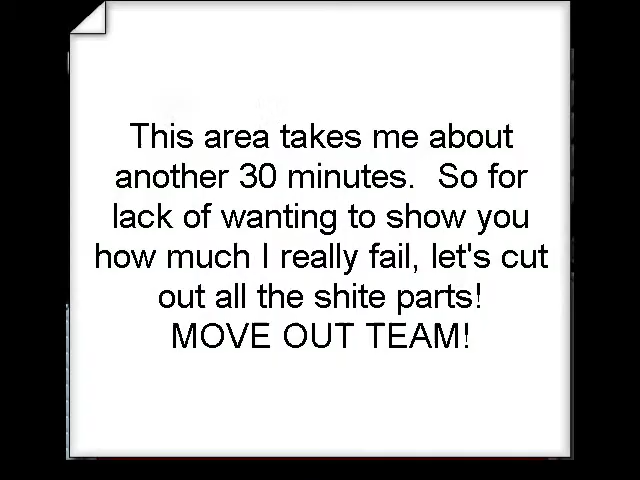 This area takes me about
another 30 minutes.  So for
lack of wanting to show you
how much I really fail, let's cut
out all the shite parts!
MOVE OUT TEAM!